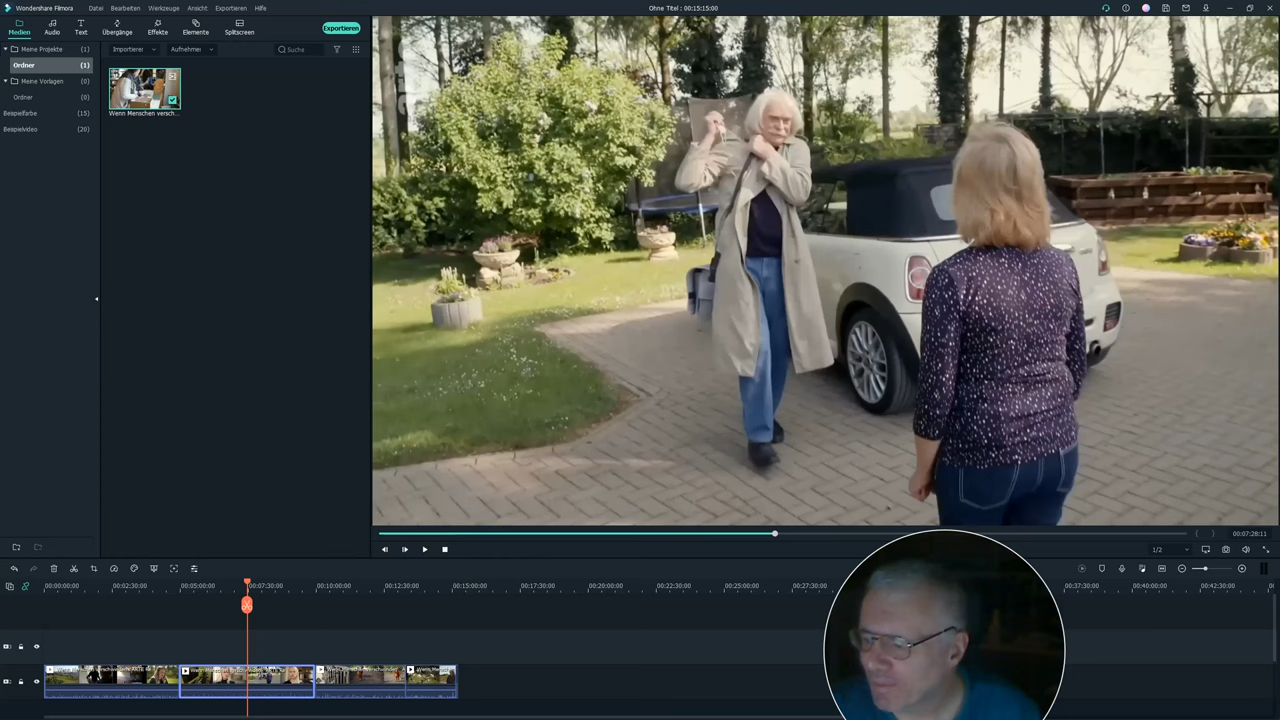 Wondershare Filmora
Datei
Bearbeiten
Werkzeuge
Ansicht
Exportieren
Hilfe
Ohne Titel : 00:15:15:00
Medien
Audio
Text
Übergänge
Effekte
Elemente
Splitscreen
Exportieren
Meine Projekte (1)
Ordner (1)
Meine Vorlagen (0)
Ordner (0)
Beispielfarbe (15)
Beispielvideo (20)
Importieren
Aufnehmen
Suche
Wenn Menschen versch...
00:07:28:11
1/2
00:00:00:00
00:02:30:00
00:05:00:00
00:07:30:00
00:10:00:00
00:12:30:00
00:15:00:00
00:17:30:00
00:20:00:00
00:22:30:00
00:25:00:00
00:27:30:00
00:37:30:00
00:40:00:00
00:42:30:00